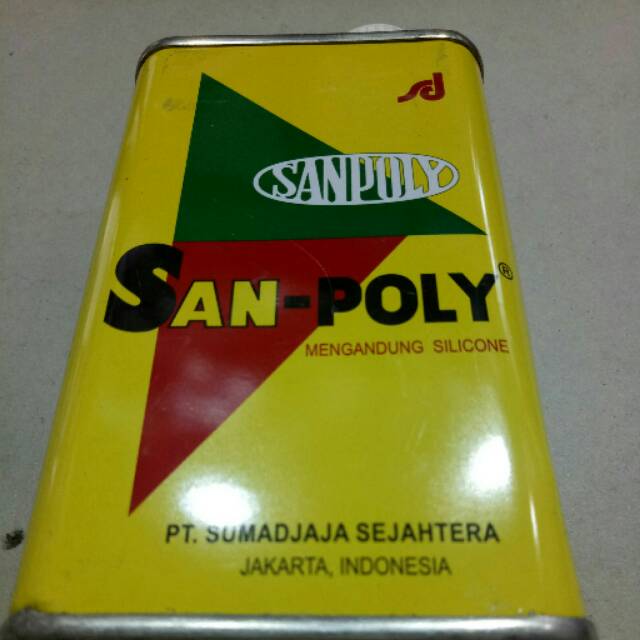 sd
SANPOLY
SAN-POLY®
MENGANDUNG SILICONE
PT. SUMADJAJA SEJAHTERA
JAKARTA, INDONESIA